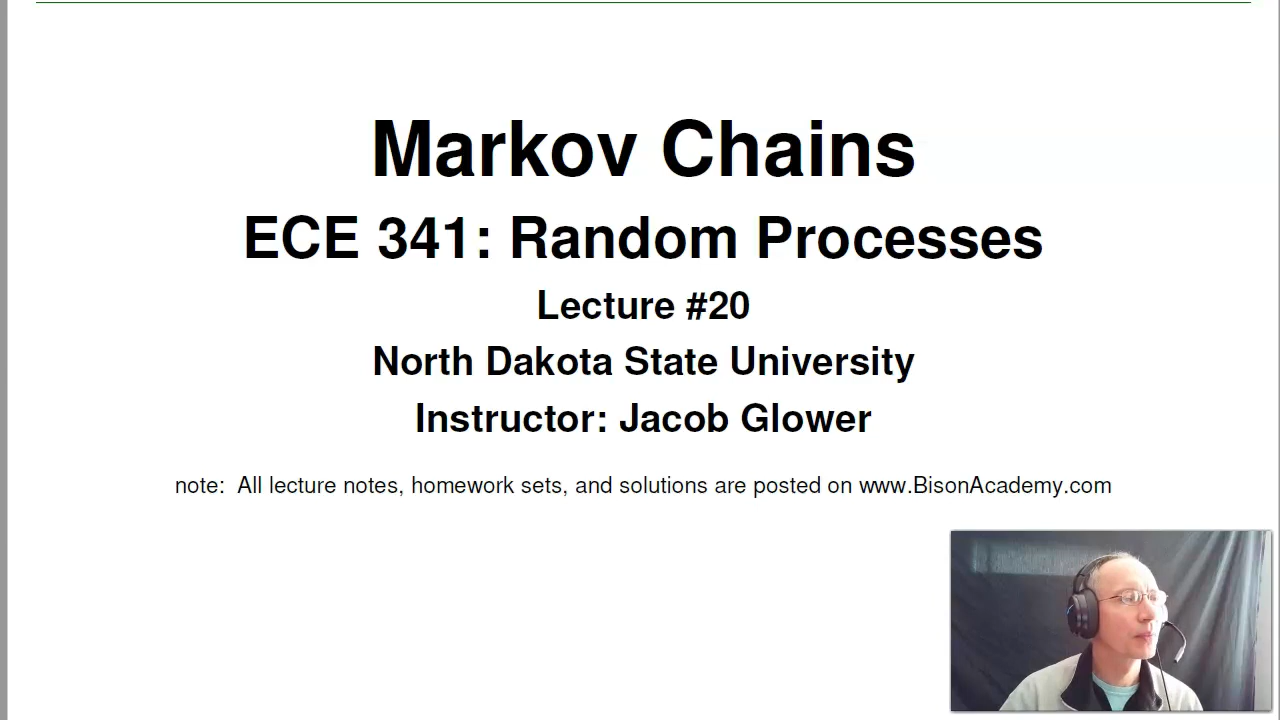 Markov Chains
ECE 341: Random Processes
Lecture #20
North Dakota State University
Instructor: Jacob Glower
note:  All lecture notes, homework sets, and solutions are posted on www.BisonAcademy.com